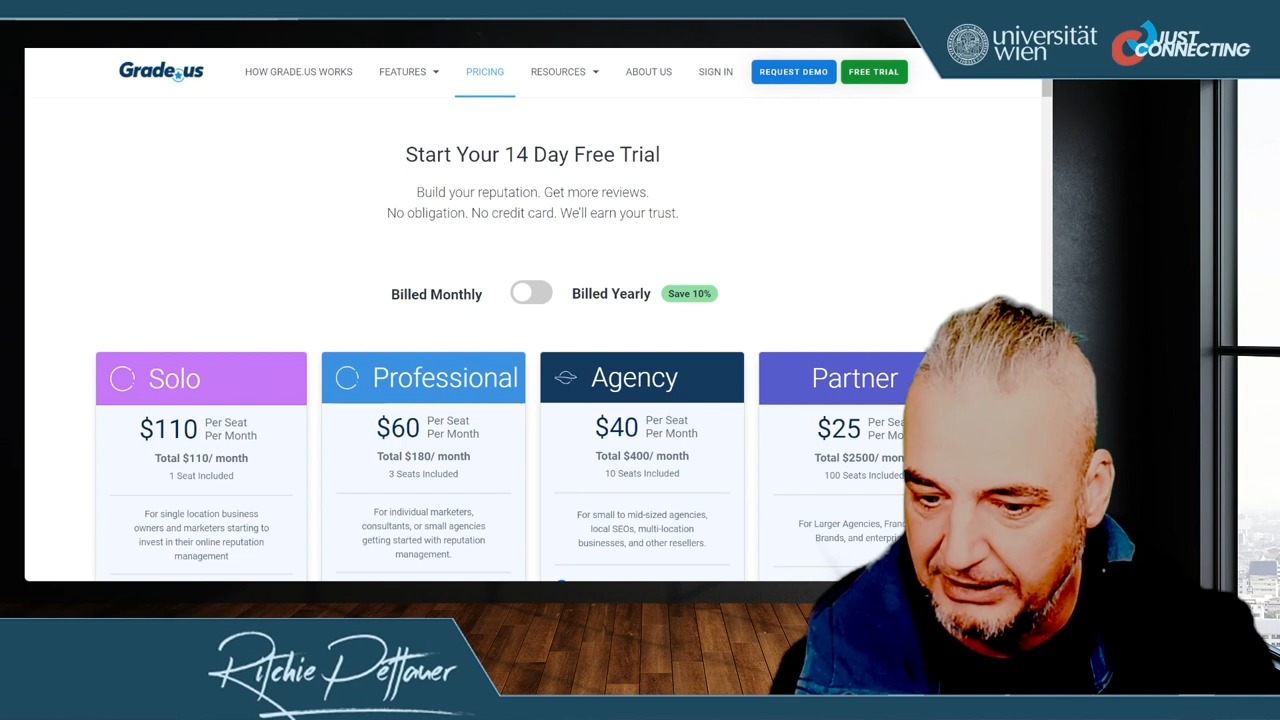 Grade.us
HOW GRADE.US WORKS
FEATURES
PRICING
RESOURCES
ABOUT US
SIGN IN
REQUEST DEMO
FREE TRIAL
universität
wien
JUST
CONNECTING
Start Your 14 Day Free Trial
Build your reputation. Get more reviews.
No obligation. No credit card. We'll earn your trust.
Billed Monthly
Billed Yearly
Save 10%
Solo
$110
Per Seat
Per Month
Total $110/ month
1 Seat Included
For single location business
owners and marketers starting to
invest in their online reputation
management
Professional
$60
Per Seat
Per Month
Total $180/ month
3 Seats Included
For individual marketers,
consultants, or small agencies
getting started with reputation
management.
Agency
$40
Per Seat
Per Month
Total $400/ month
10 Seats Included
For small to mid-sized agencies,
local SEOs, multi-location
businesses, and other resellers.
Partner
$25
Per
Per
Total $2500/
100 Seats Included
For Larger Agencies,
Brands, and
Ritchie Pettauer